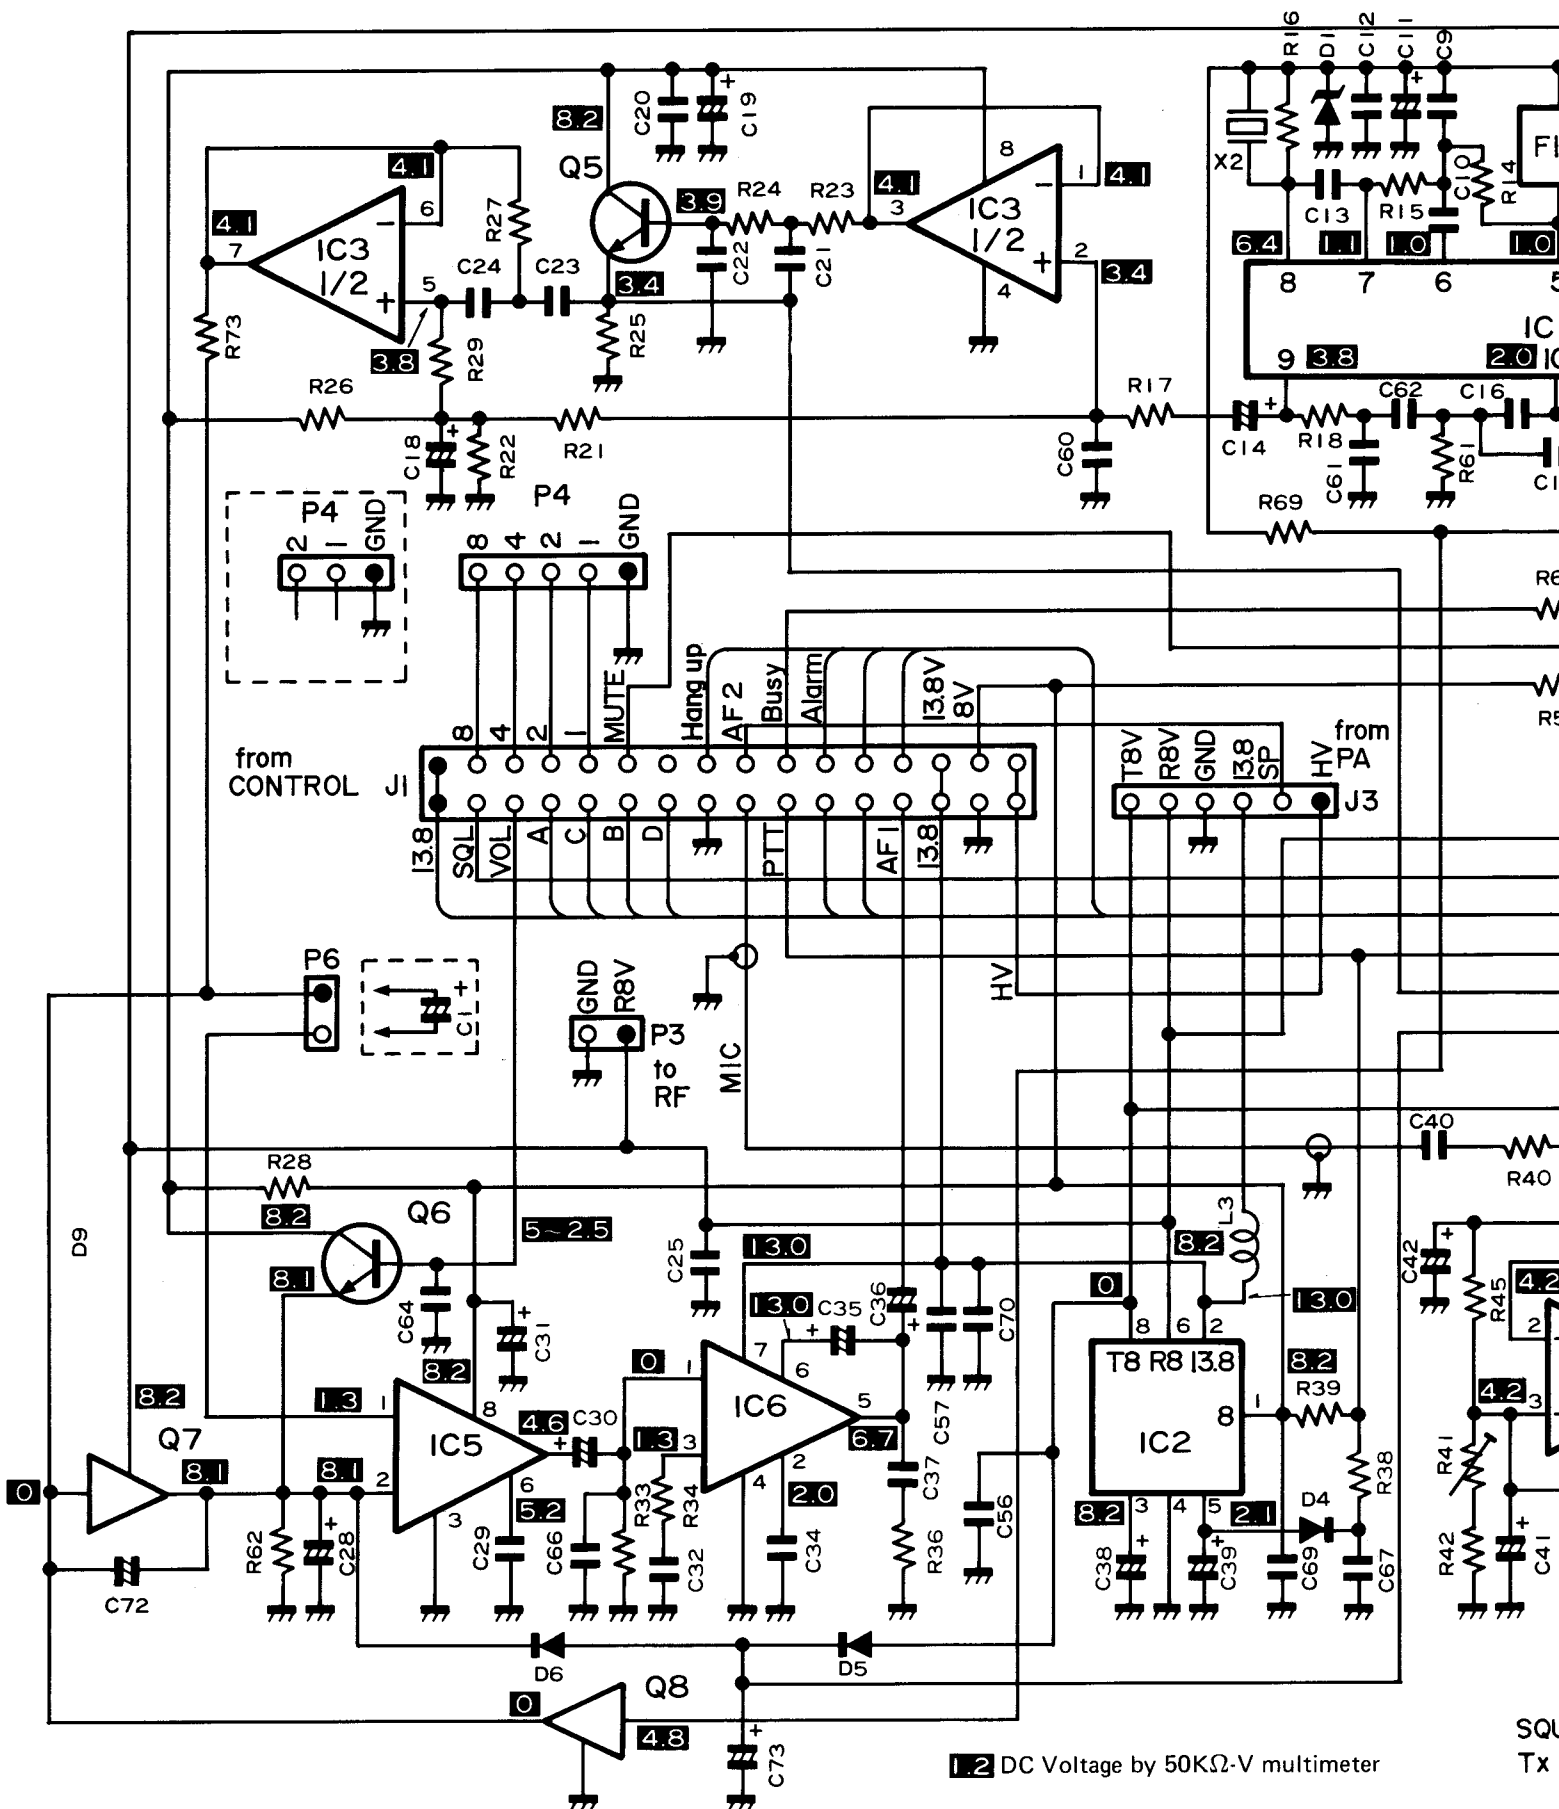 R16
D1
C12
C11
C9
8.2
C20
C19
Q5
8
1
4.1
X2
C10
R14
4.1
6
R27
3.9
R24
R23
4.1
3
IC3
1/2
2
C13
R15
4.1
7
IC3
1/2
C24
C23
3.4
C22
C21
3.4
4
6.4
1.1
1.0
1.0
8
7
6
5
5
R73
3.8
R29
R25
IC
9
3.8
2.0
R26
R17
C62
C16
C18
R22
R21
C60
C14
R18
C61
R61
P4
2
1
GND
P4
8
4
2
1
GND
R69
8
4
2
1
MUTE
Hang up
AF2
Busy
Alarm
13.8V
8V
from
CONTROL
J1
T8V
R8V
GND
13.8
SP
HV
from
PA
J3
13.8
SQL
VOL
A
C
B
D
PTT
AF1
13.8
P6
C1
+
GND
R8V
P3
to
RF
MIC
HV
C40
R40
R28
8.2
Q6
5~2.5
C25
13.0
8.2
L3
C42
D9
8.1
C64
C31
13.0
C35
C36
C70
0
13.0
R45
4.2
8.2
8.2
0
1
7
6
8
6
2
T8 R8 13.8
8.2
2
Q7
8.1
1.3
1
8
IC5
4.6
C30
1.3
3
IC6
5
6.7
C57
8
1
R39
IC2
4.2
3
0
8.1
2
6
5.2
3
R33
R34
4
2
2.0
C37
C56
8.2
3
4
5
2.1
D4
R38
R41
C72
R62
C28
C29
C66
C32
C34
R36
C38
C39
C69
C67
R42
C41
D6
D5
Q8
0
4.8
C73
1.2 DC Voltage by 50KΩ-V multimeter
Tx